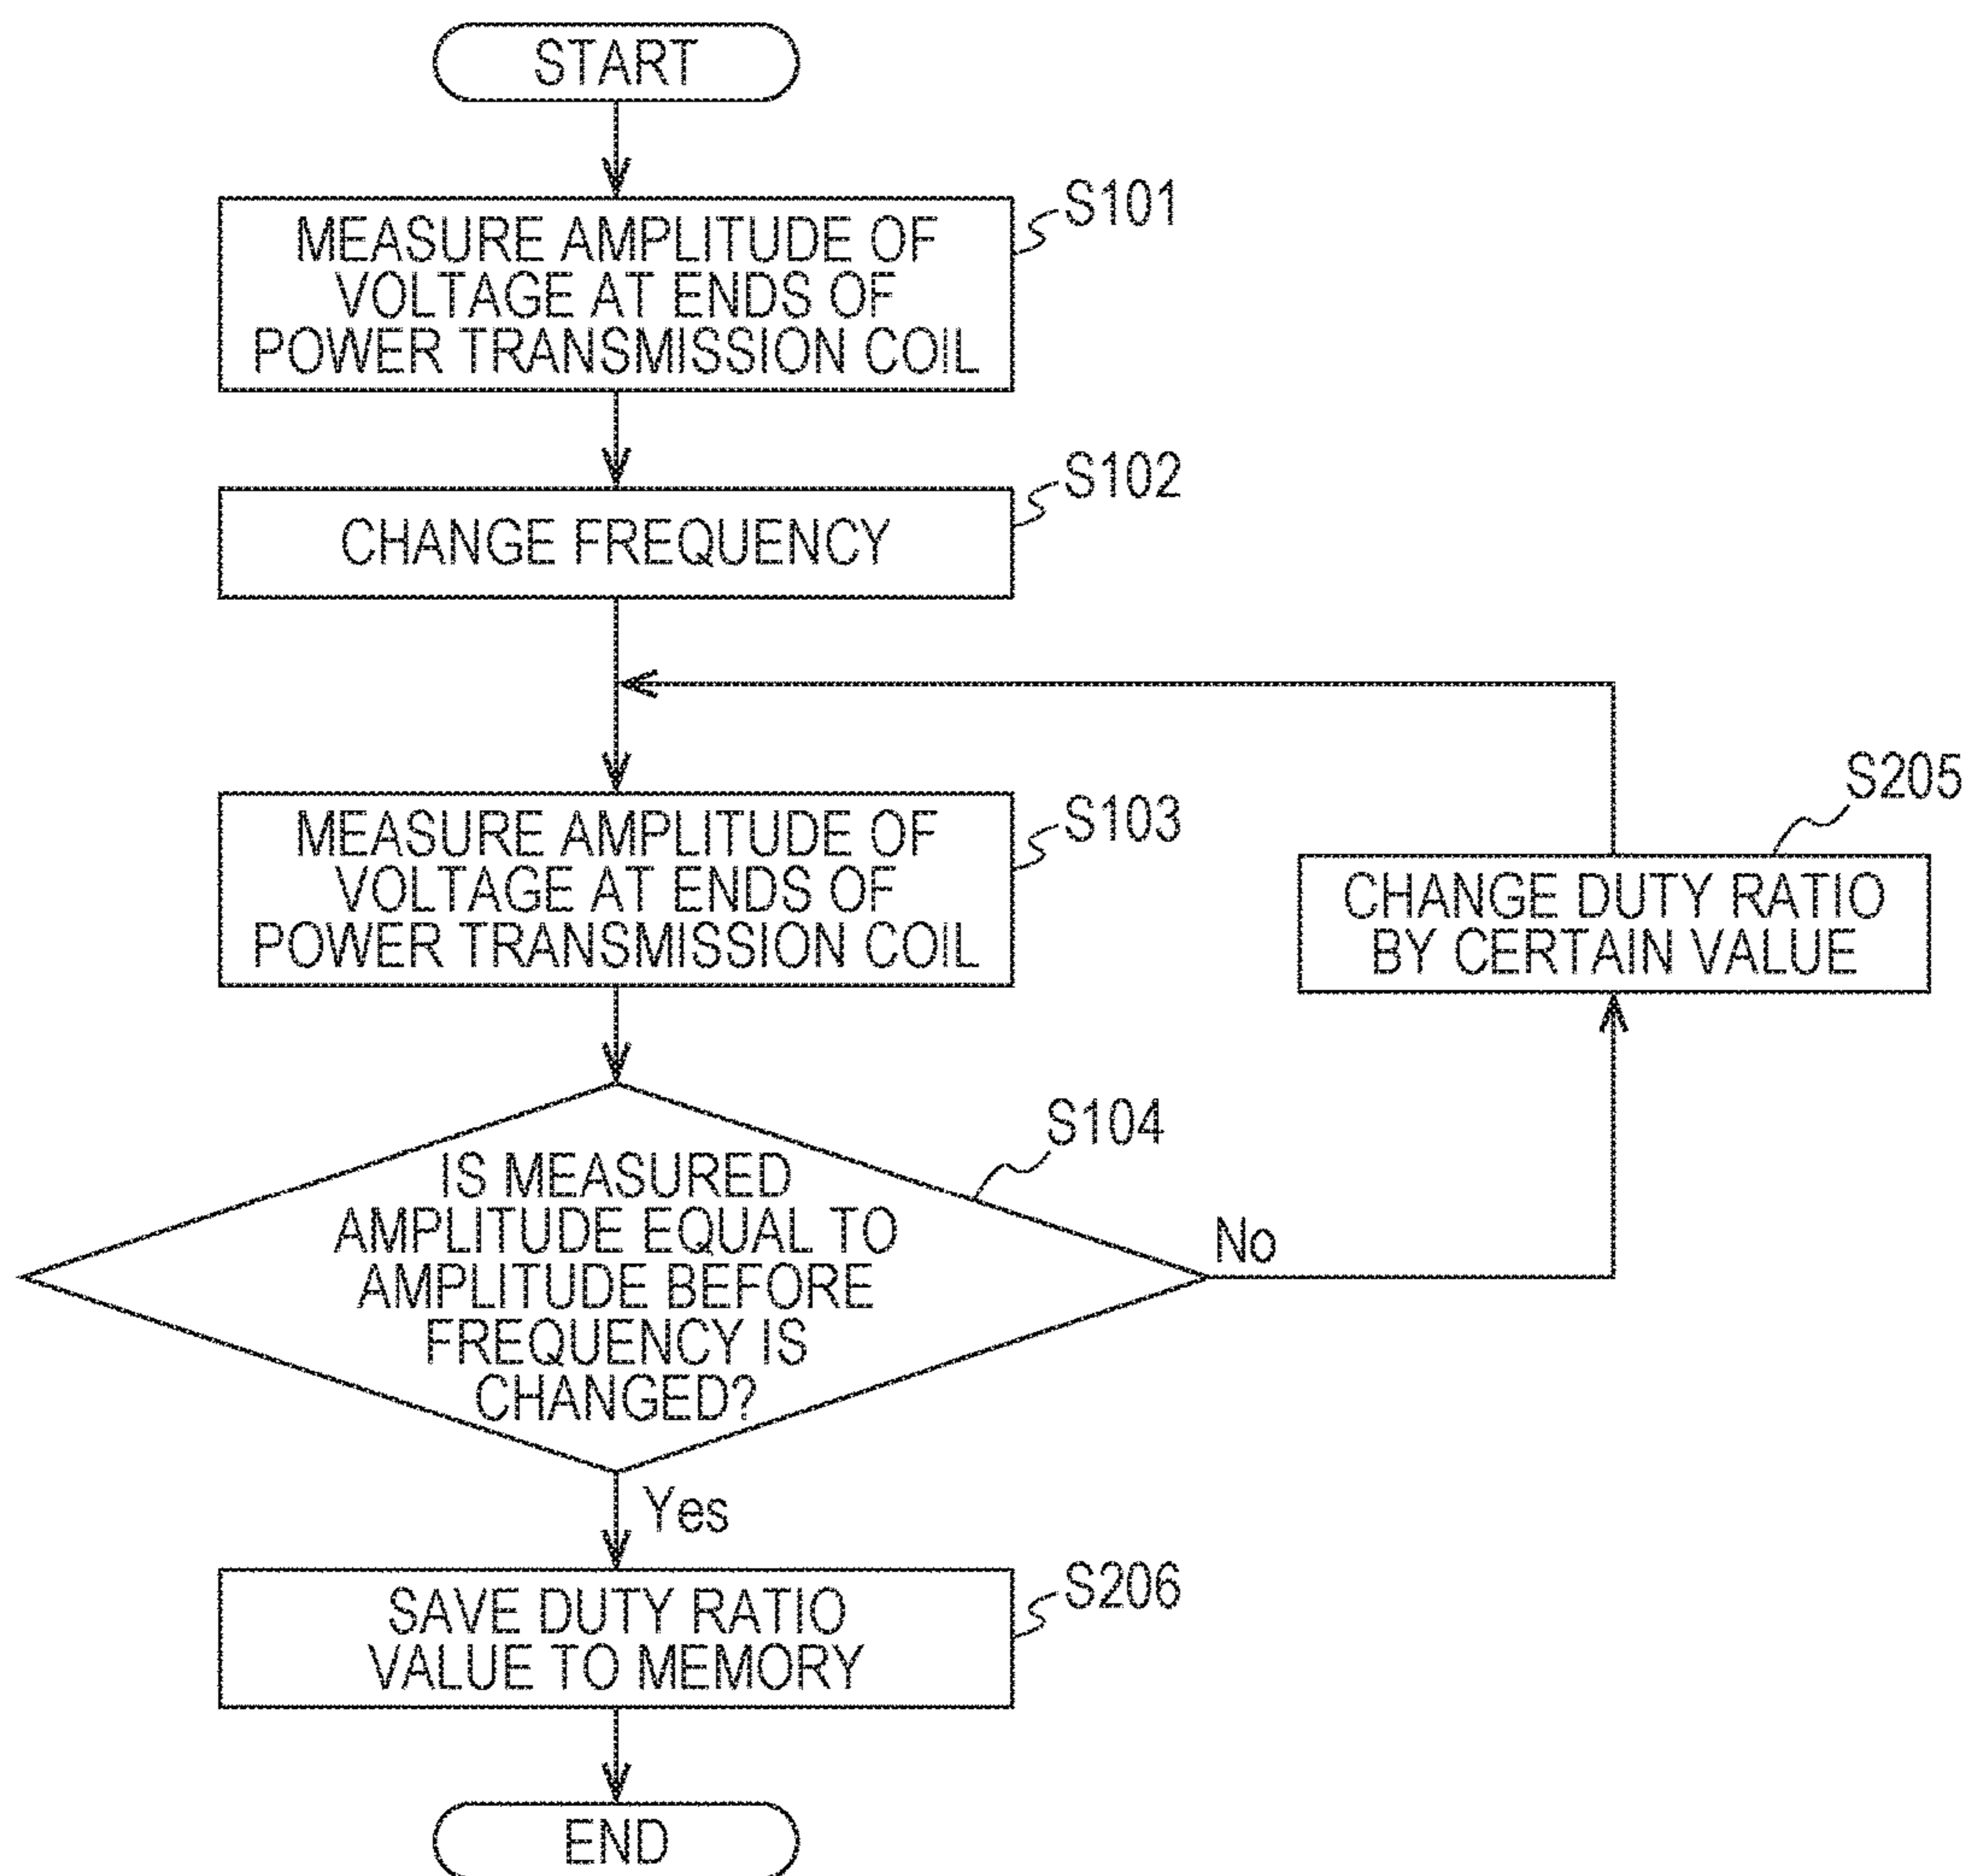 START
S101
MEASURE AMPLITUDE OF
VOLTAGE AT ENDS OF
POWER TRANSMISSION COIL
S102
CHANGE FREQUENCY
S103
MEASURE AMPLITUDE OF
VOLTAGE AT ENDS OF
POWER TRANSMISSION COIL
S205
CHANGE DUTY RATIO
BY CERTAIN VALUE
S104
IS MEASURED
AMPLITUDE EQUAL TO
AMPLITUDE BEFORE
FREQUENCY IS
CHANGED?
No
Yes
S206
SAVE DUTY RATIO
VALUE TO MEMORY
END